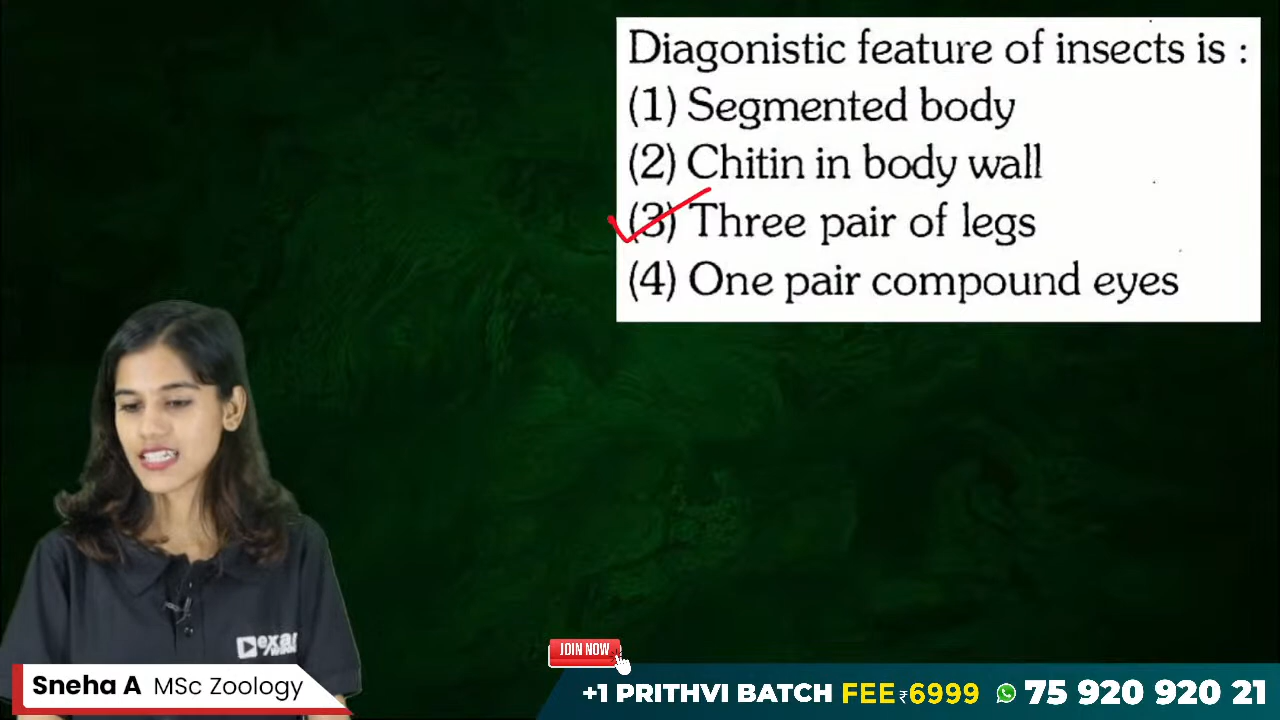 Diagonistic feature of insects is :
(1) Segmented body
(2) Chitin in body wall
(3) Three pair of legs
(4) One pair compound eyes
exam
JOIN NOW
Sneha A MSc Zoology
+1 PRITHVI BATCH FEE ₹6999 75 920 920 21